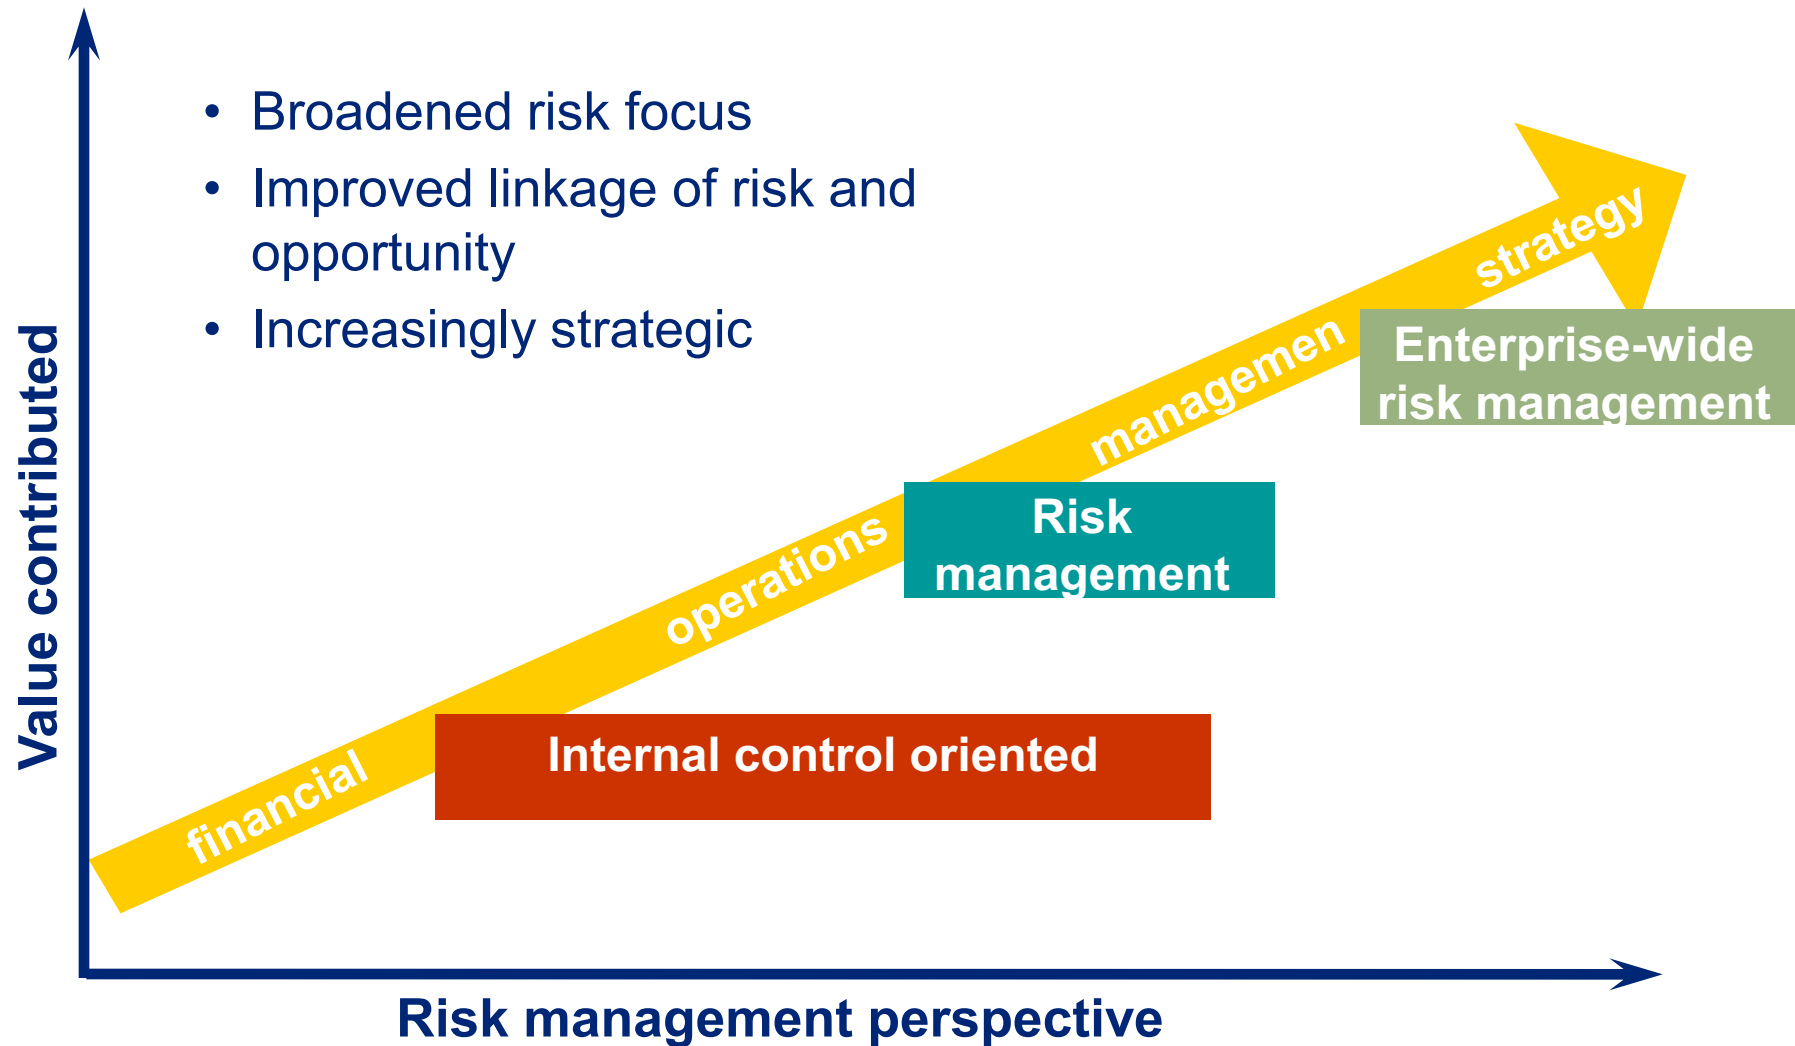 • Broadened risk focus
• Improved linkage of risk and
opportunity
• Increasingly strategic
Value contributed
strategy
managemen
operations
financial
Enterprise-wide
risk management
Risk
management
Internal control oriented
Risk management perspective